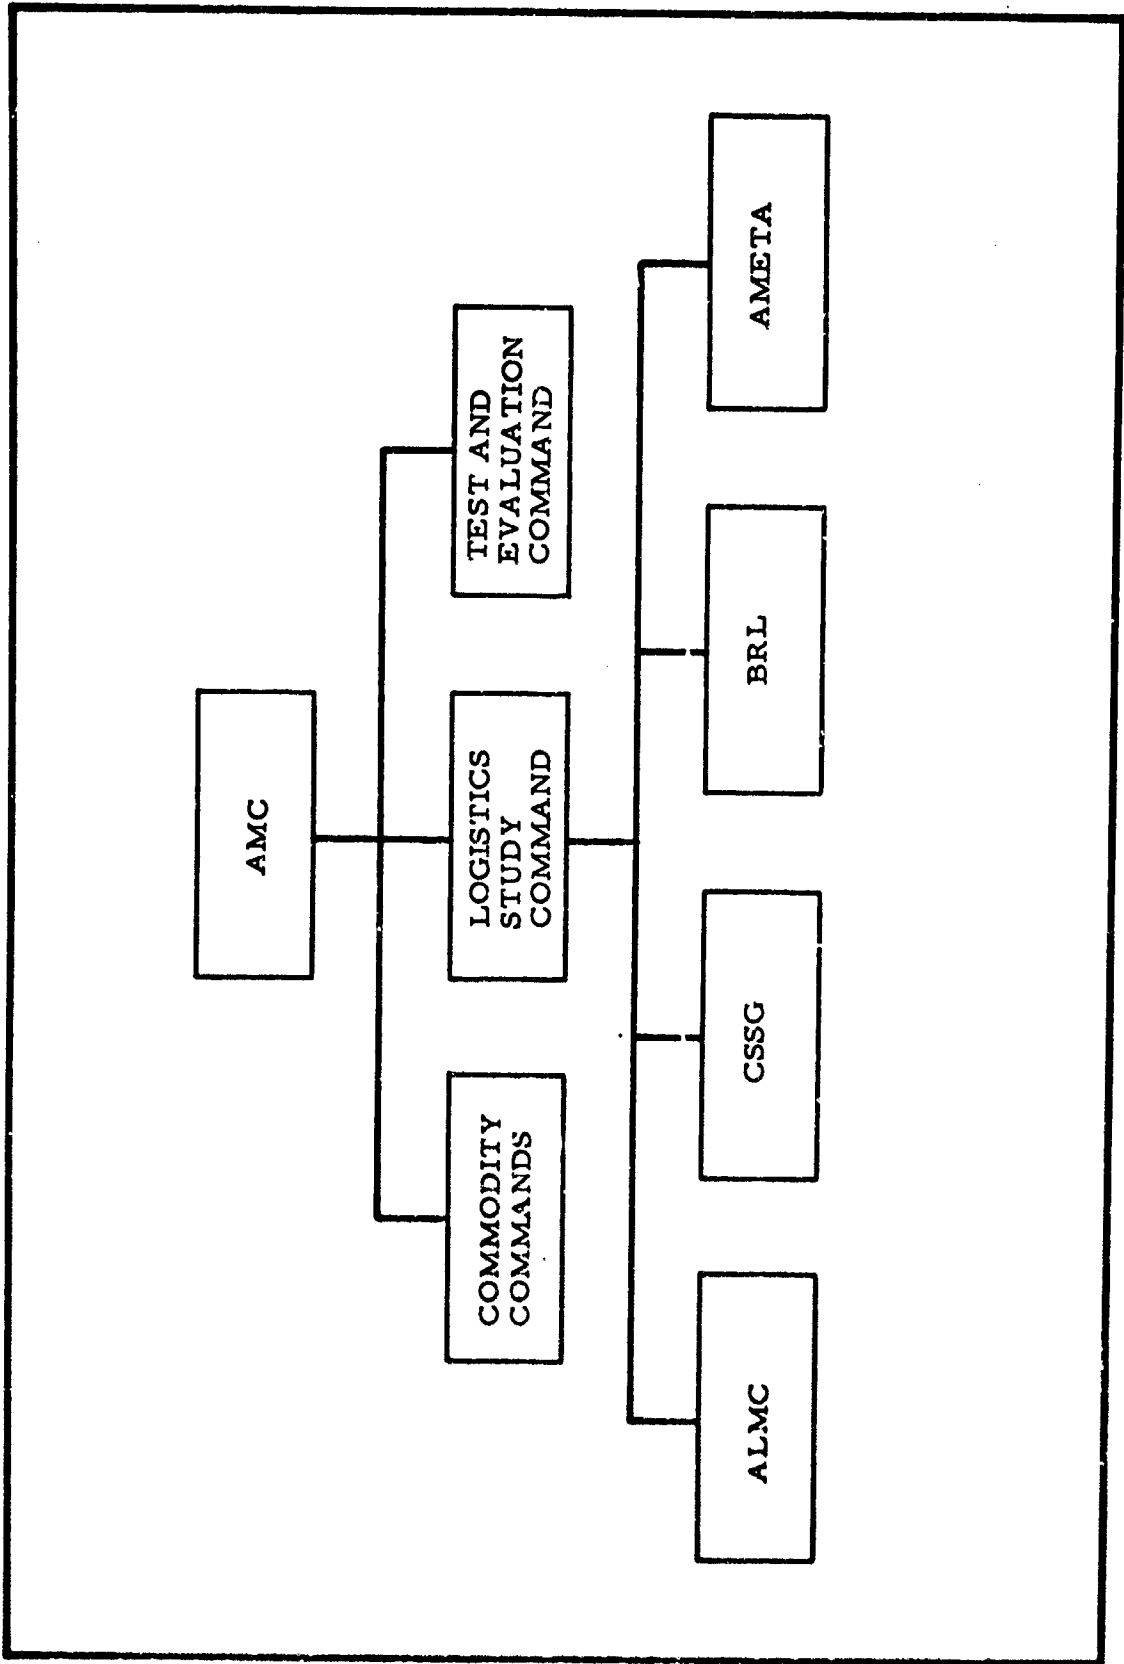 AMC
COMMODITY
COMMANDS
LOGISTICS
STUDY
COMMAND
TEST AND
EVALUATION
COMMAND
ALMC
CSSG
BRL
AMETA